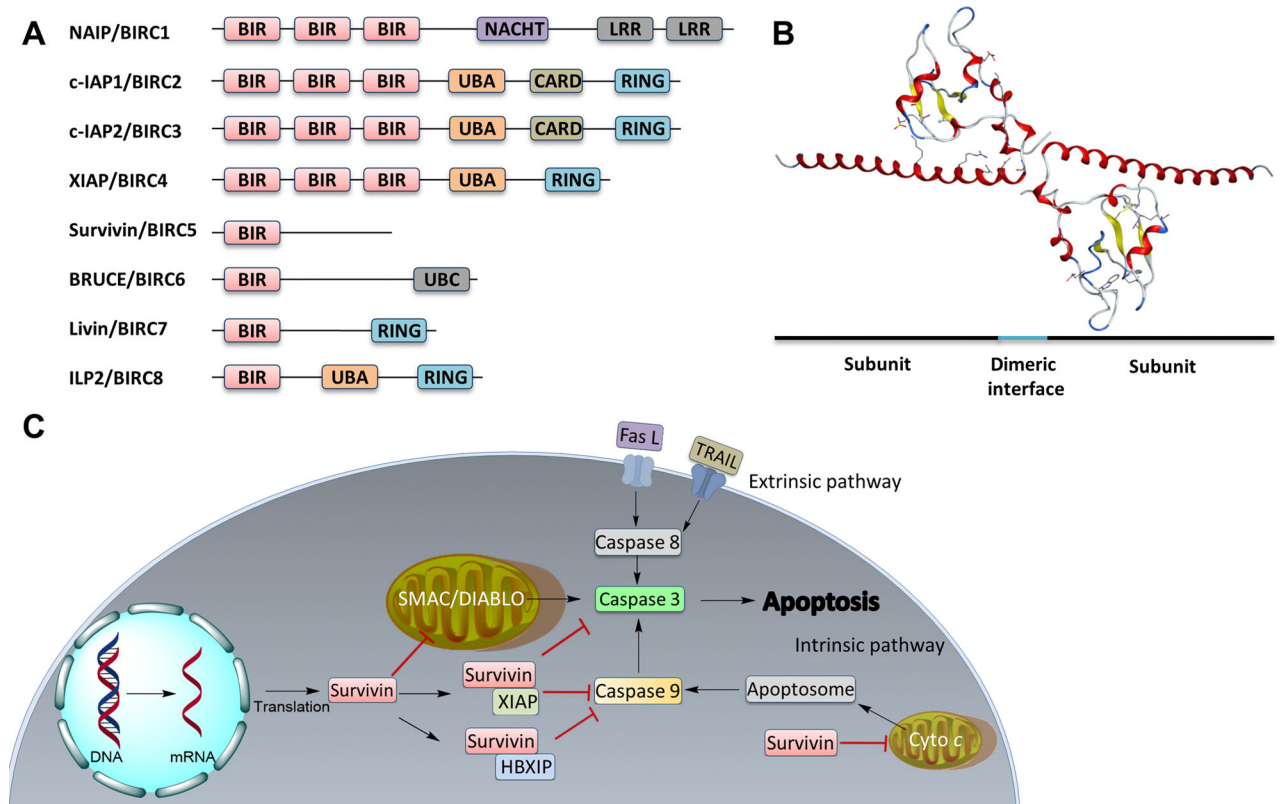 A
NAIP/BIRC1 BIR BIR BIR NACHT LRR LRR
c-IAP1/BIRC2 BIR BIR BIR UBA CARD RING
c-IAP2/BIRC3 BIR BIR BIR UBA CARD RING
XIAP/BIRC4 BIR BIR BIR UBA RING
Survivin/BIRC5 BIR
BRUCE/BIRC6 BIR UBC
Livin/BIRC7 BIR RING
ILP2/BIRC8 BIR UBA RING
B
Subunit
Dimeric
interface
Subunit
C
Fas L
TRAIL
Extrinsic pathway
Caspase 8
SMAC/DIABLO
Caspase 3
Apoptosis
Intrinsic pathway
DNA
mRNA
Translation
Survivin
Survivin
XIAP
Caspase 9
Apoptosome
Survivin
HBXIP
Survivin
Cyto c